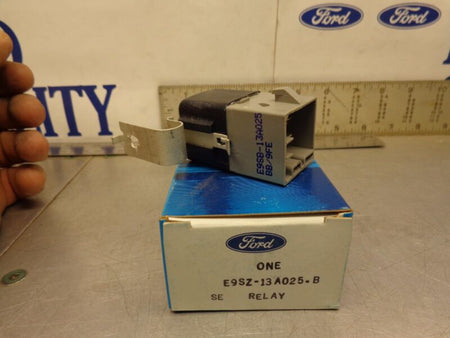 Ford
Ford
ITY
E9SB-13A025
BB/9FE
Ford
ONE
E9SZ-13A025.B
SE RELAY